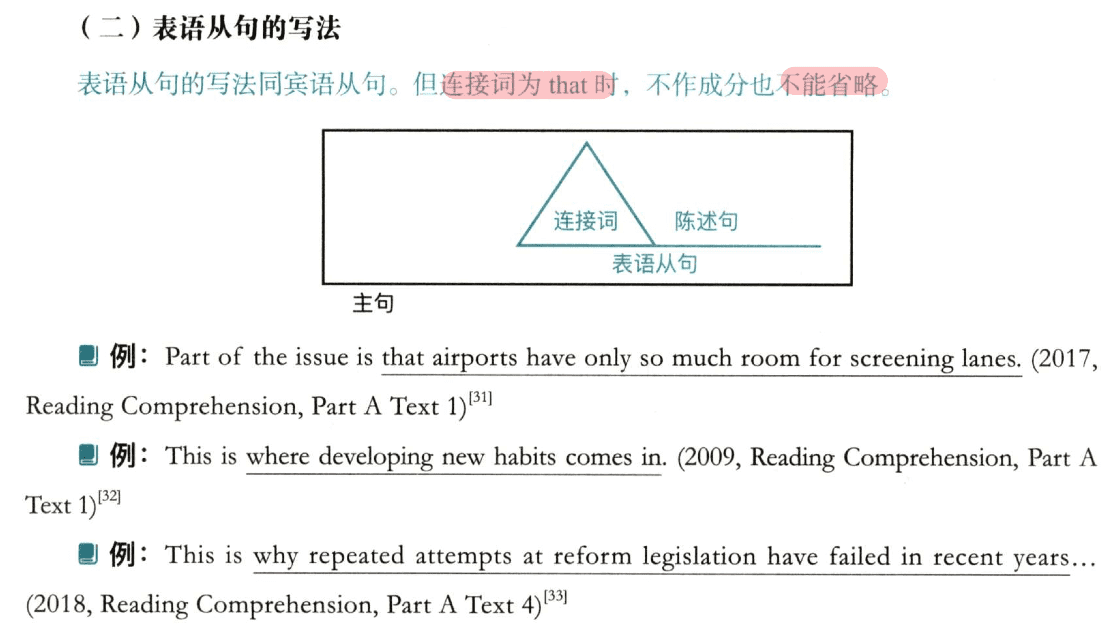 （二）表语从句的写法
表语从句的写法同宾语从句。但连接词为 that 时，不作成分也不能省略。
连接词 陈述句
表语从句
主句
例：Part of the issue is that airports have only so much room for screening lanes. (2017,
Reading Comprehension, Part A Text 1)[31]
例：This is where developing new habits comes in. (2009, Reading Comprehension, Part A
Text 1)[32]
例：This is why repeated attempts at reform legislation have failed in recent years…
(2018, Reading Comprehension, Part A Text 4)[33]